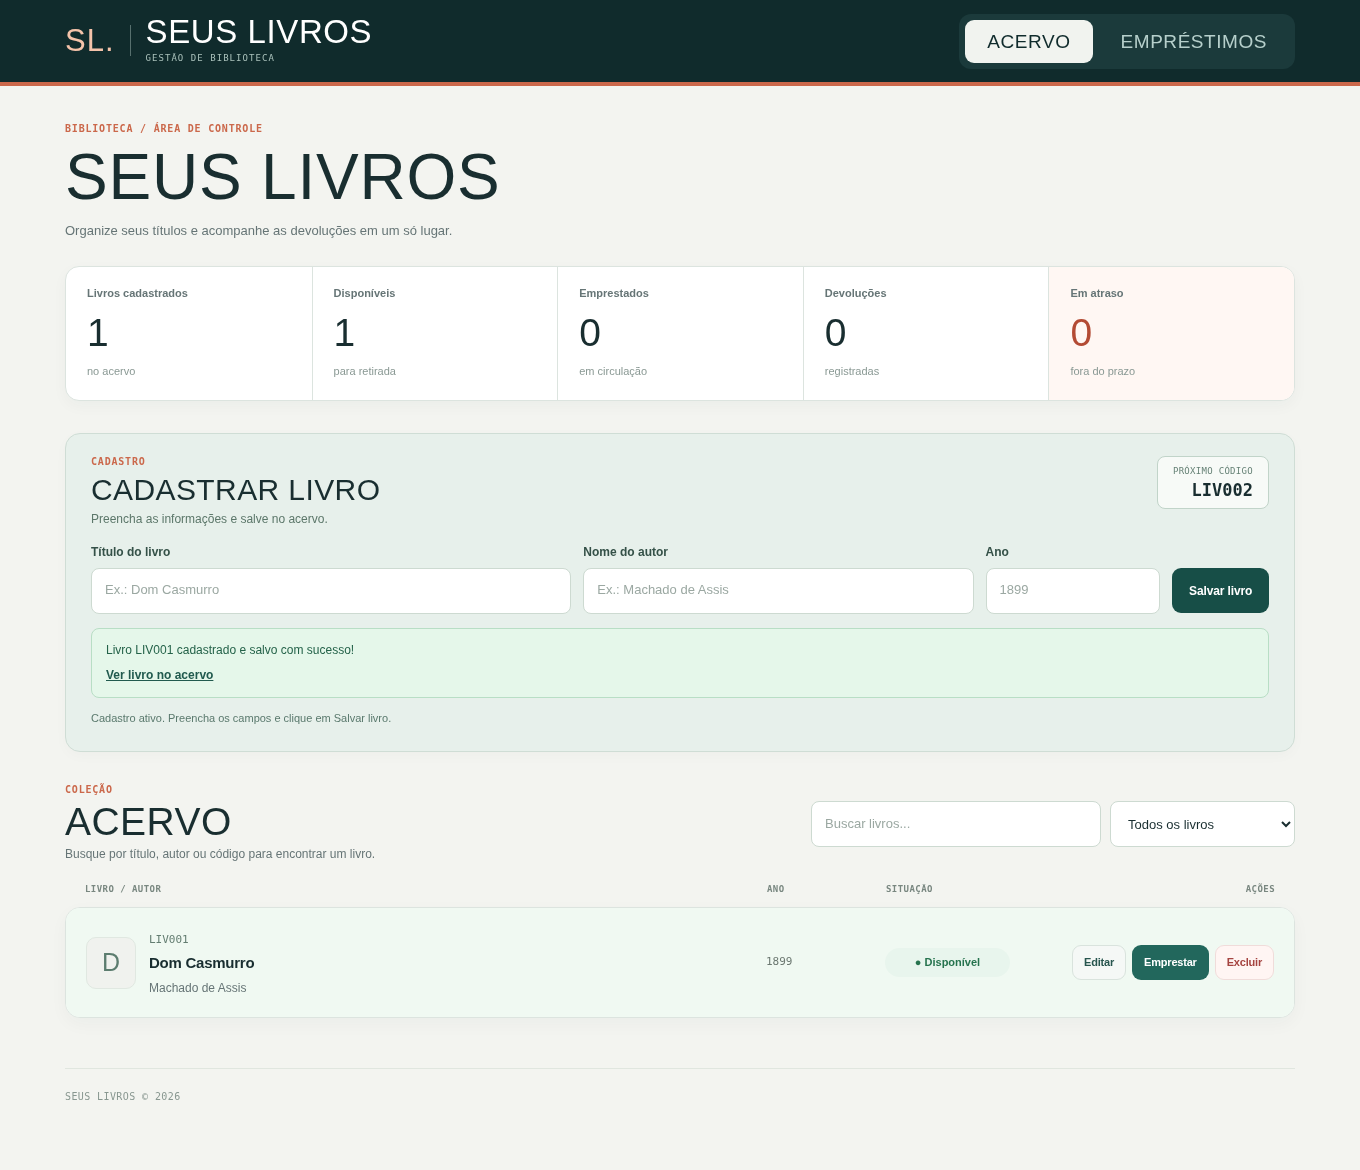 SL.
SEUS LIVROS
GESTÃO DE BIBLIOTECA
ACERVO
EMPRÉSTIMOS
BIBLIOTECA / ÁREA DE CONTROLE
SEUS LIVROS
Organize seus títulos e acompanhe as devoluções em um só lugar.
Livros cadastrados
1
no acervo
Disponíveis
1
para retirada
Emprestados
0
em circulação
Devoluções
0
registradas
Em atraso
0
fora do prazo
CADASTRO
CADASTRAR LIVRO
Preencha as informações e salve no acervo.
PRÓXIMO CÓDIGO
LIV002
Título do livro
Ex.: Dom Casmurro
Nome do autor
Ex.: Machado de Assis
Ano
1899
Salvar livro
Livro LIV001 cadastrado e salvo com sucesso!
Ver livro no acervo
Cadastro ativo. Preencha os campos e clique em Salvar livro.
COLEÇÃO
ACERVO
Busque por título, autor ou código para encontrar um livro.
Buscar livros...
Todos os livros
LIVRO / AUTOR
ANO
SITUAÇÃO
AÇÕES
D
LIV001
Dom Casmurro
Machado de Assis
1899
● Disponível
Editar
Emprestar
Excluir
SEUS LIVROS © 2026